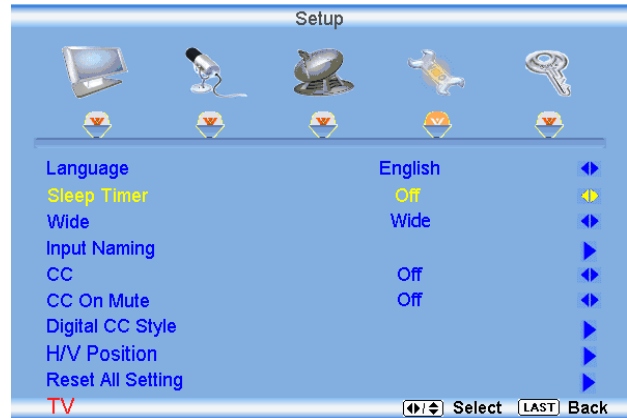 Setup
Language English
Sleep Timer Off
Wide Wide
Input Naming
CC Off
CC On Mute Off
Digital CC Style
H/V Position
Reset All Setting
TV Select LAST Back